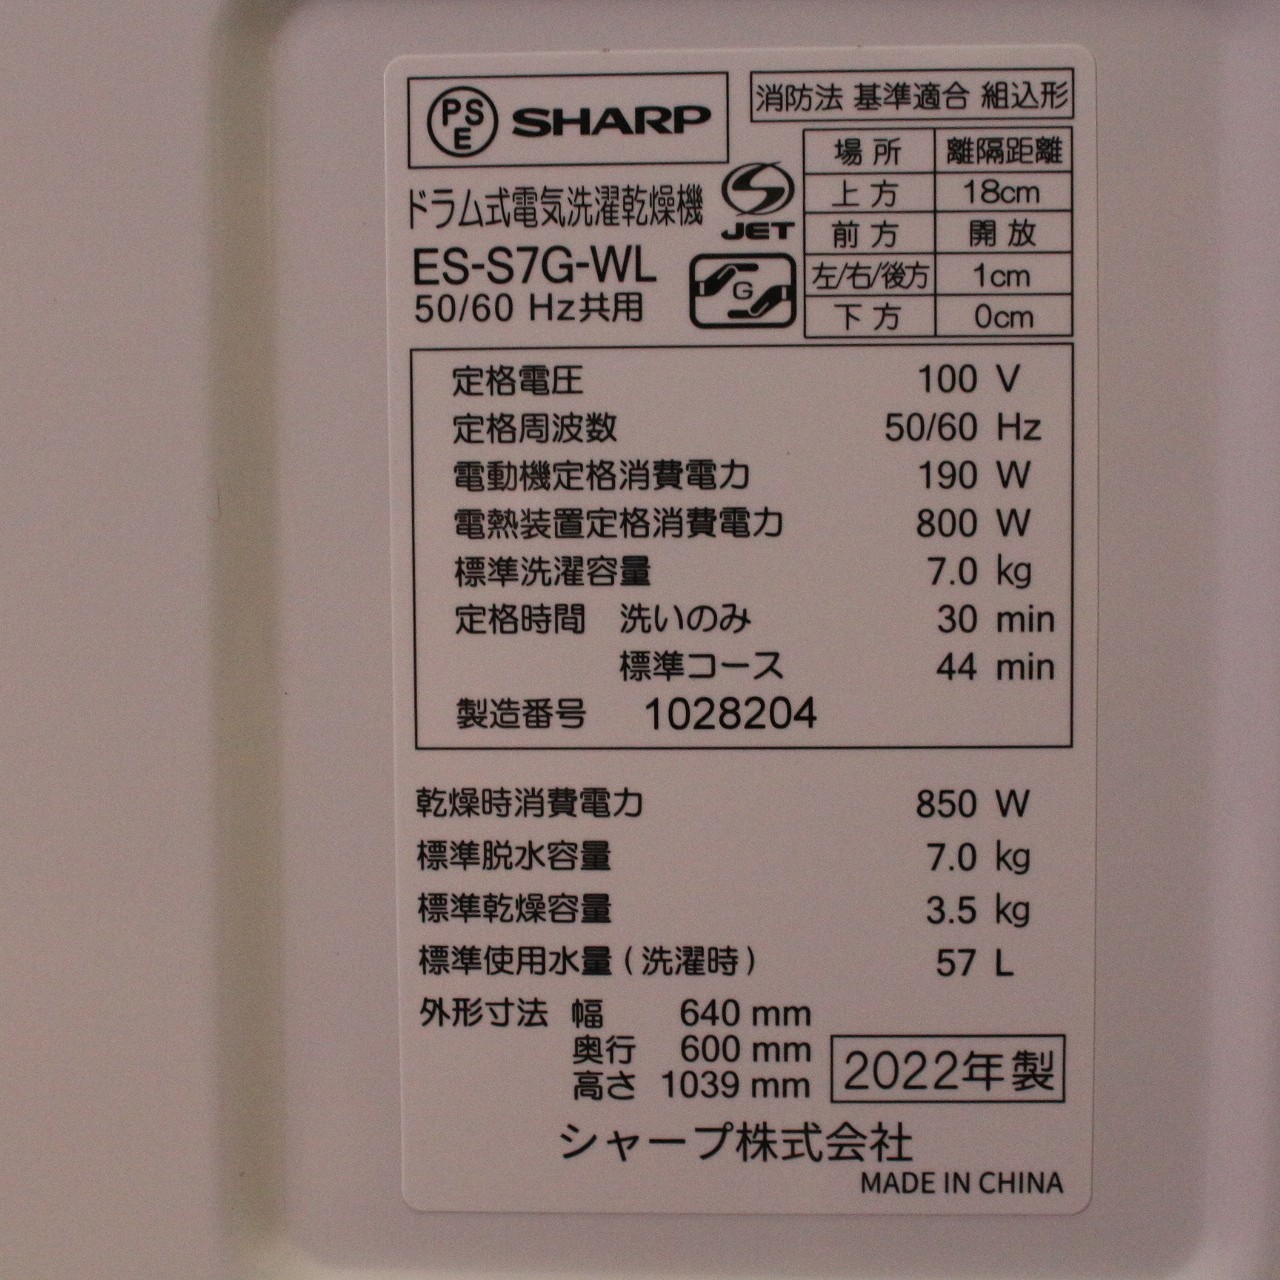 PSE SHARP
消防法 基準適合 組込形
場所 離隔距離
上方 18cm
前方 開放
左/右/後方 1cm
下方 0cm
ドラム式電気洗濯乾燥機
JET
ES-S7G-WL
G
50/60 Hz共用
定格電圧 100 V
定格周波数 50/60 Hz
電動機定格消費電力 190 W
電熱装置定格消費電力 800 W
標準洗濯容量 7.0 kg
定格時間 洗いのみ 30 min
標準コース 44 min
製造番号 1028204
乾燥時消費電力 850 W
標準脱水容量 7.0 kg
標準乾燥容量 3.5 kg
標準使用水量(洗濯時) 57 L
外形寸法 幅 640 mm
奥行 600 mm
高さ 1039 mm
2022年製
シャープ株式会社
MADE IN CHINA